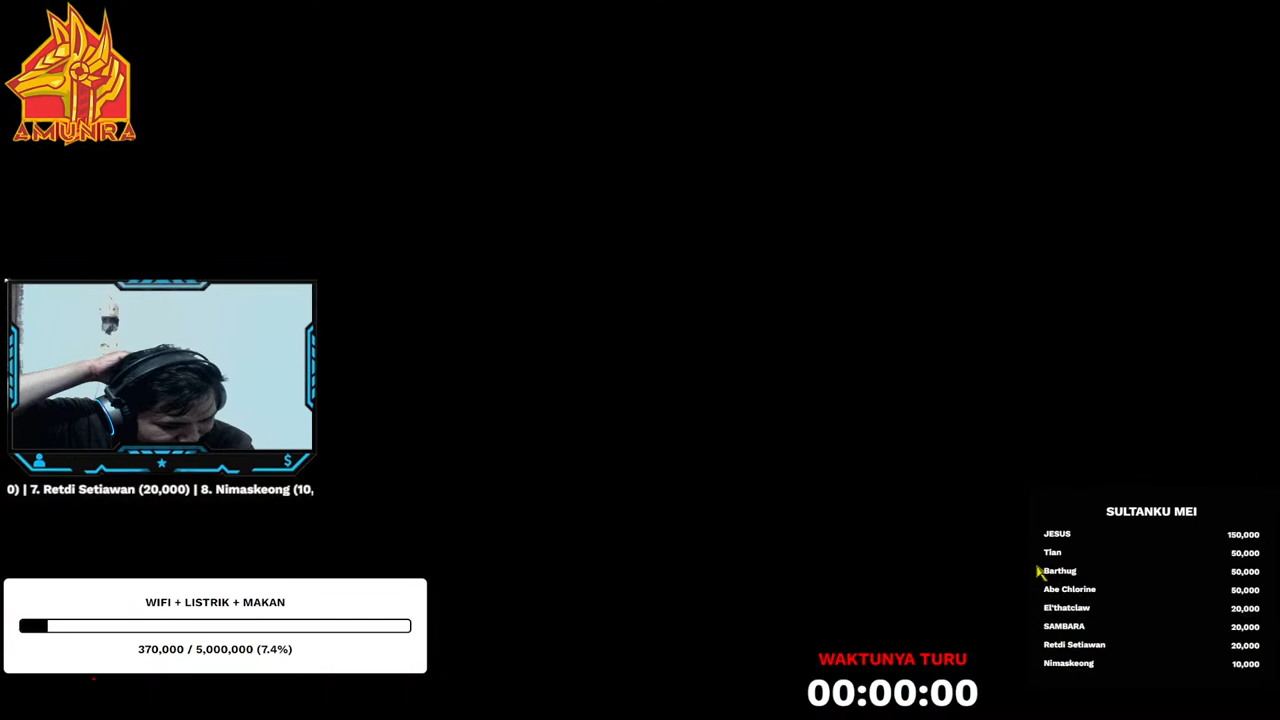 AMUNRA
0) | 7. Retdi Setiawan (20,000) | 8. Nimaskeong (10,
WIFI + LISTRIK + MAKAN
370,000 / 5,000,000 (7.4%)
WAKTUNYA TURU
00:00:00
SULTANKU MEI
JESUS 150,000
Tian 50,000
Barthug 50,000
Abe Chlorine 50,000
El'thatclaw 20,000
SAMBARA 20,000
Retdi Setiawan 20,000
Nimaskeong 10,000